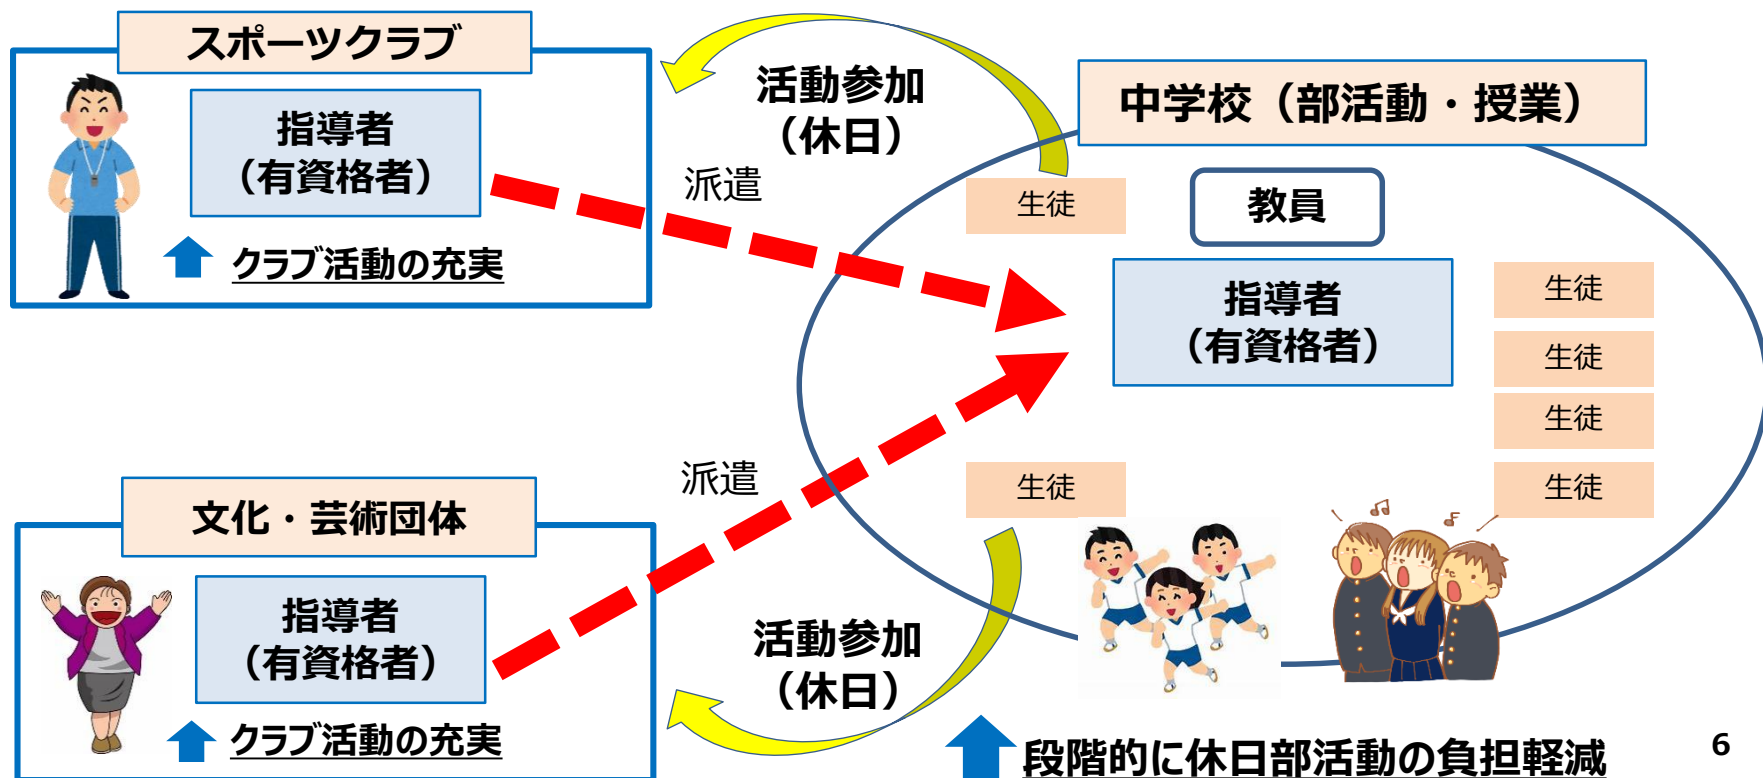 スポーツクラブ
指導者
（有資格者）
クラブ活動の充実
活動参加
（休日）
派遣
中学校（部活動・授業）
生徒
教員
指導者
（有資格者）
生徒
生徒
生徒
生徒
生徒
派遣
文化・芸術団体
指導者
（有資格者）
クラブ活動の充実
活動参加
（休日）
段階的に休日部活動の負担軽減
6